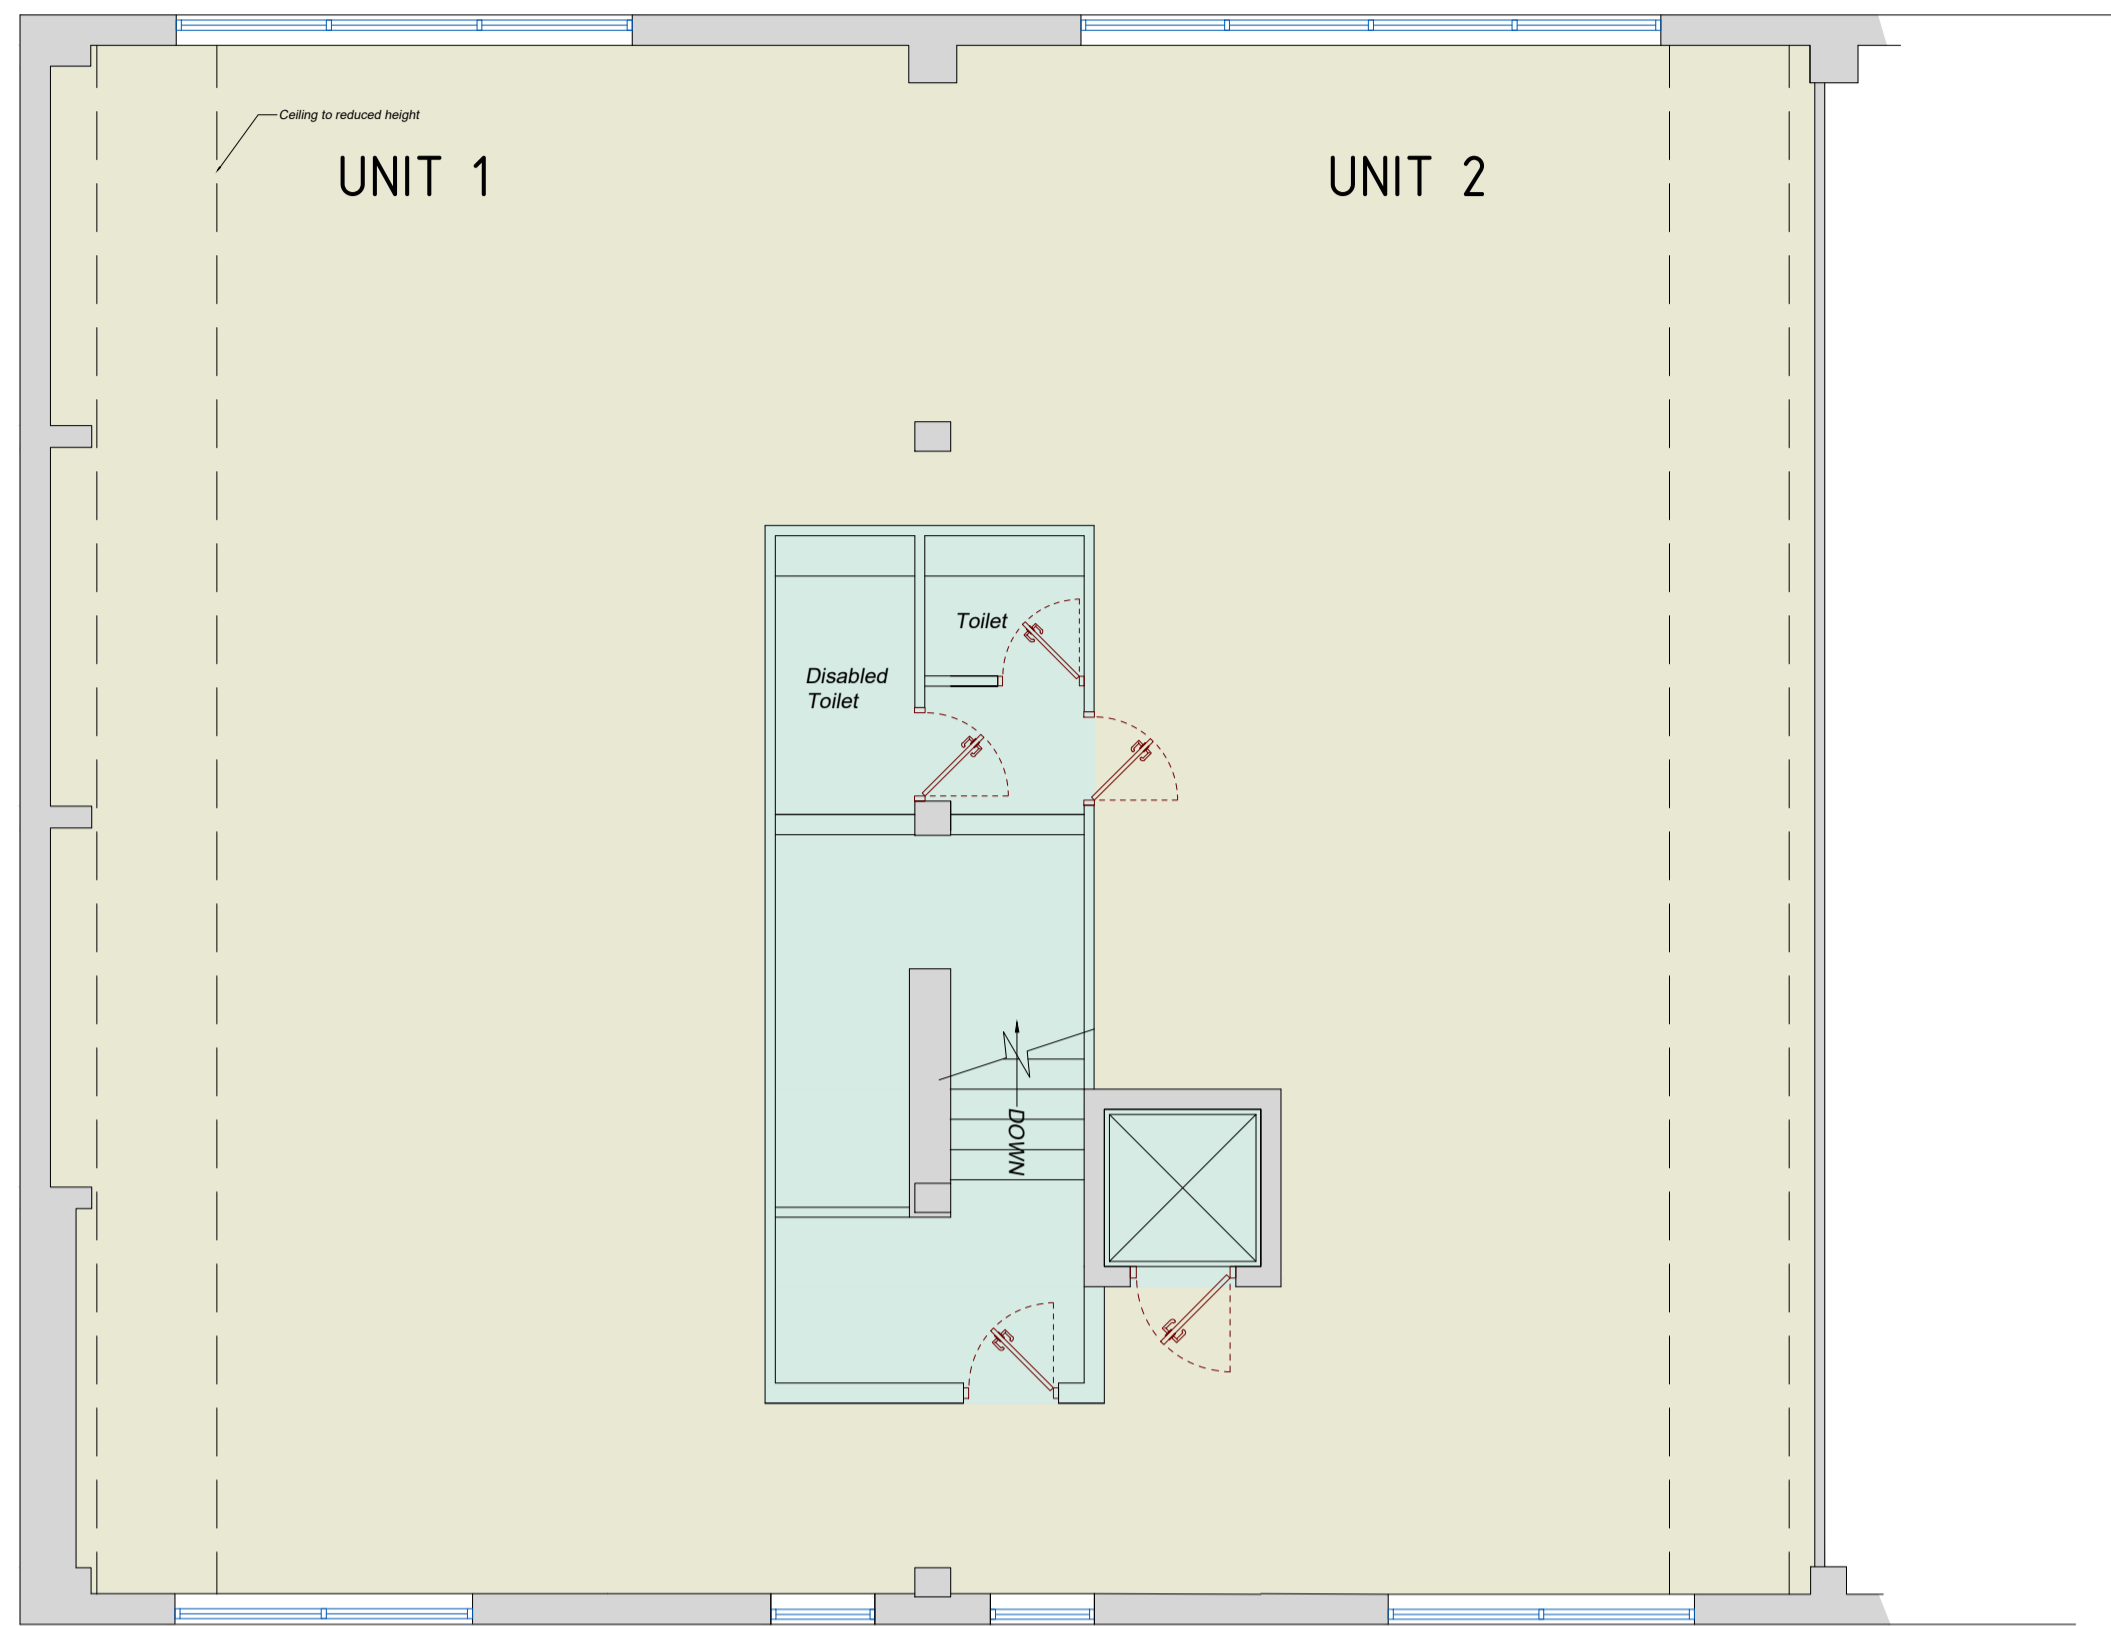 Ceiling to reduced height
UNIT 1
UNIT 2
Toilet
Disabled
Toilet
DOWN